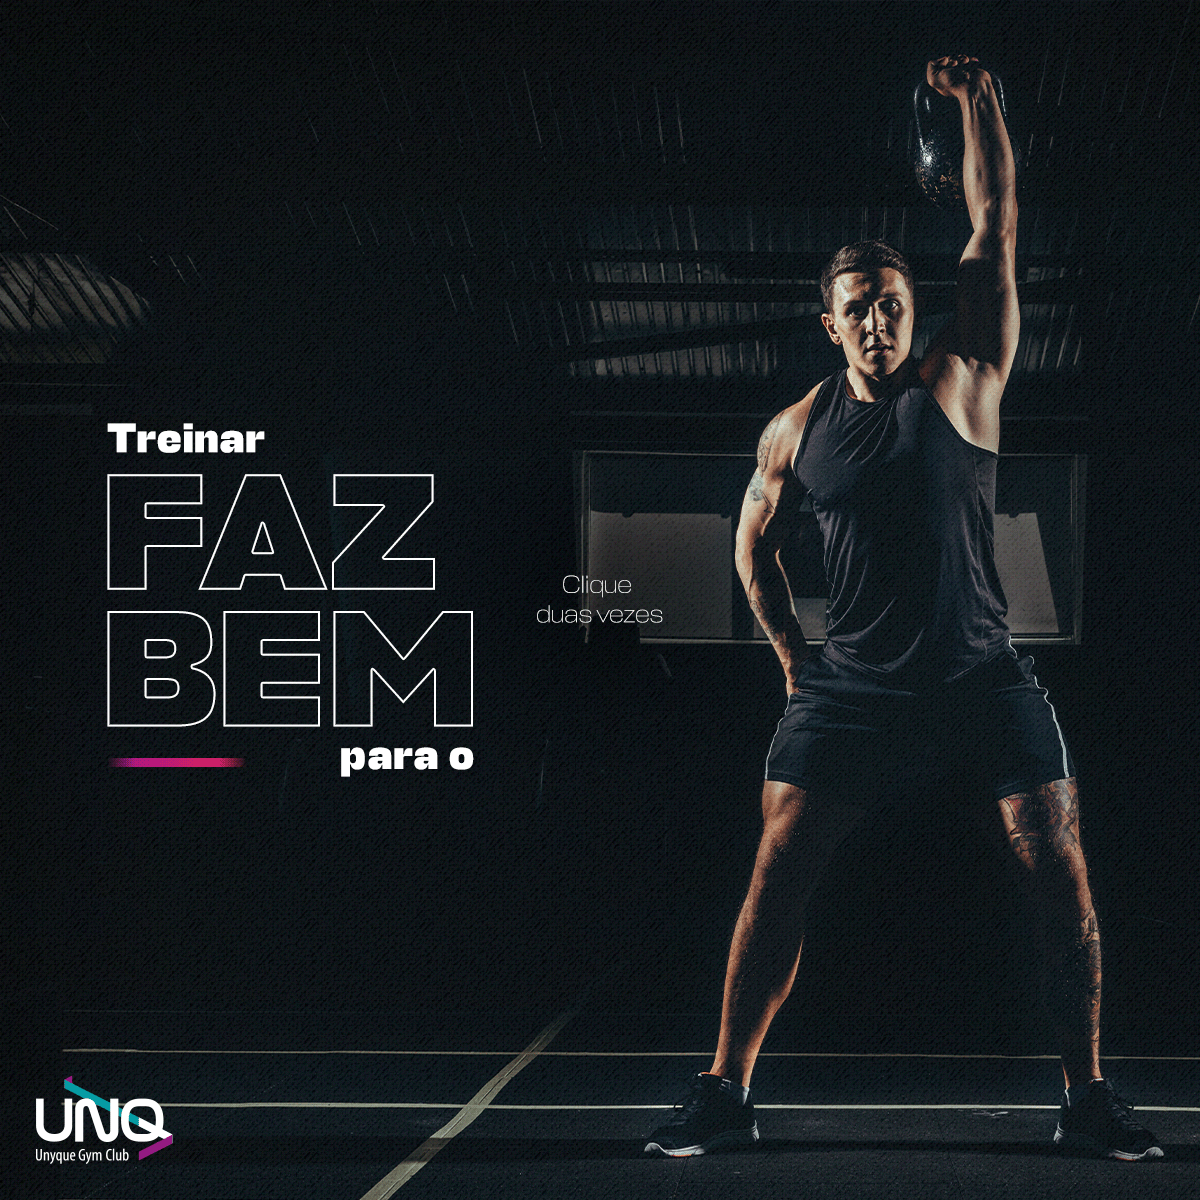 Treinar
FAZ
BEM
para o
Clique
duas vezes
UNQ
Unyque Gym Club